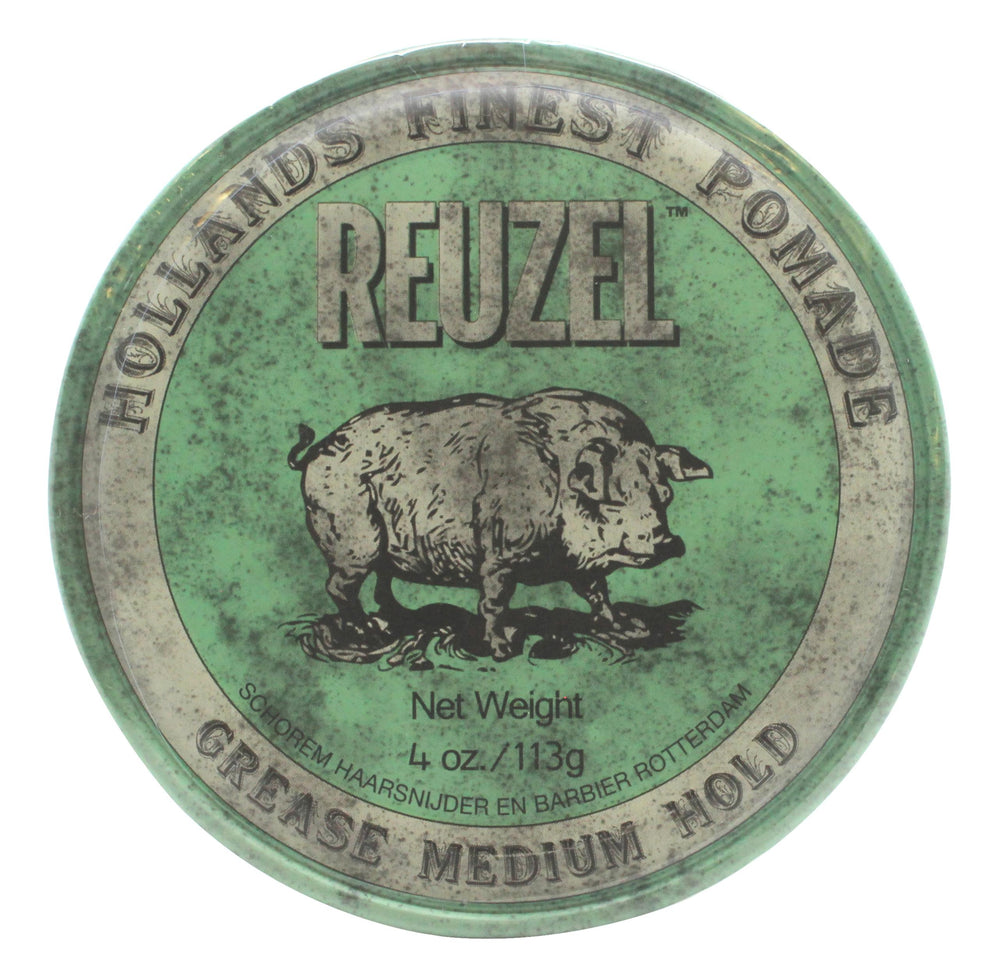 HOLLANDS FINEST POMADE
REUZEL™
Net Weight
4 oz./113g
SCHOREM HAARSNIJDER EN BARBIER ROTTERDAM
GREASE MEDIUM HOLD